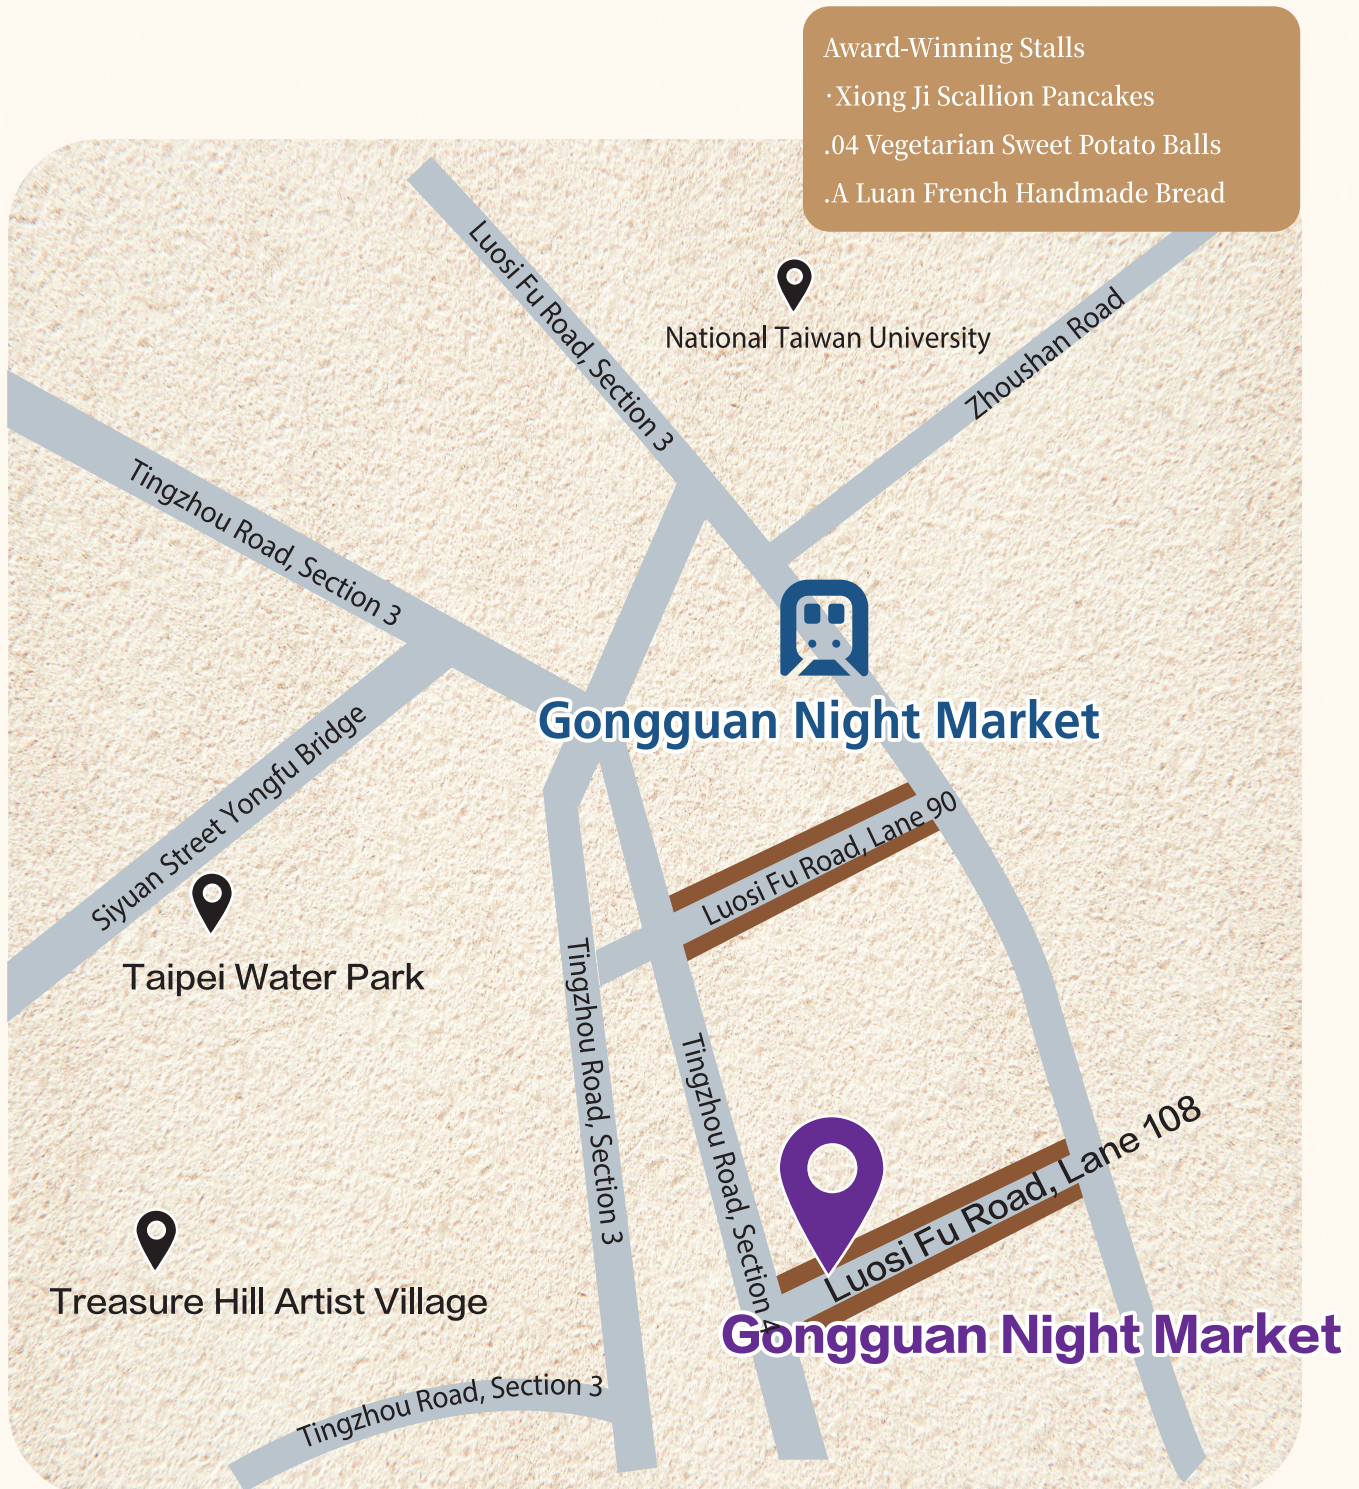 Award-Winning Stalls
·Xiong Ji Scallion Pancakes
.04 Vegetarian Sweet Potato Balls
.A Luan French Handmade Bread
Luosi Fu Road, Section 3
National Taiwan University
Zhoushan Road
Tingzhou Road, Section 3
Gongguan Night Market
Siyuan Street Yongfu Bridge
Luosi Fu Road, Lane 90
Taipei Water Park
Tingzhou Road, Section 3
Tingzhou Road, Section 4
Luosi Fu Road, Lane 108
Treasure Hill Artist Village
Gongguan Night Market
Tingzhou Road, Section 3